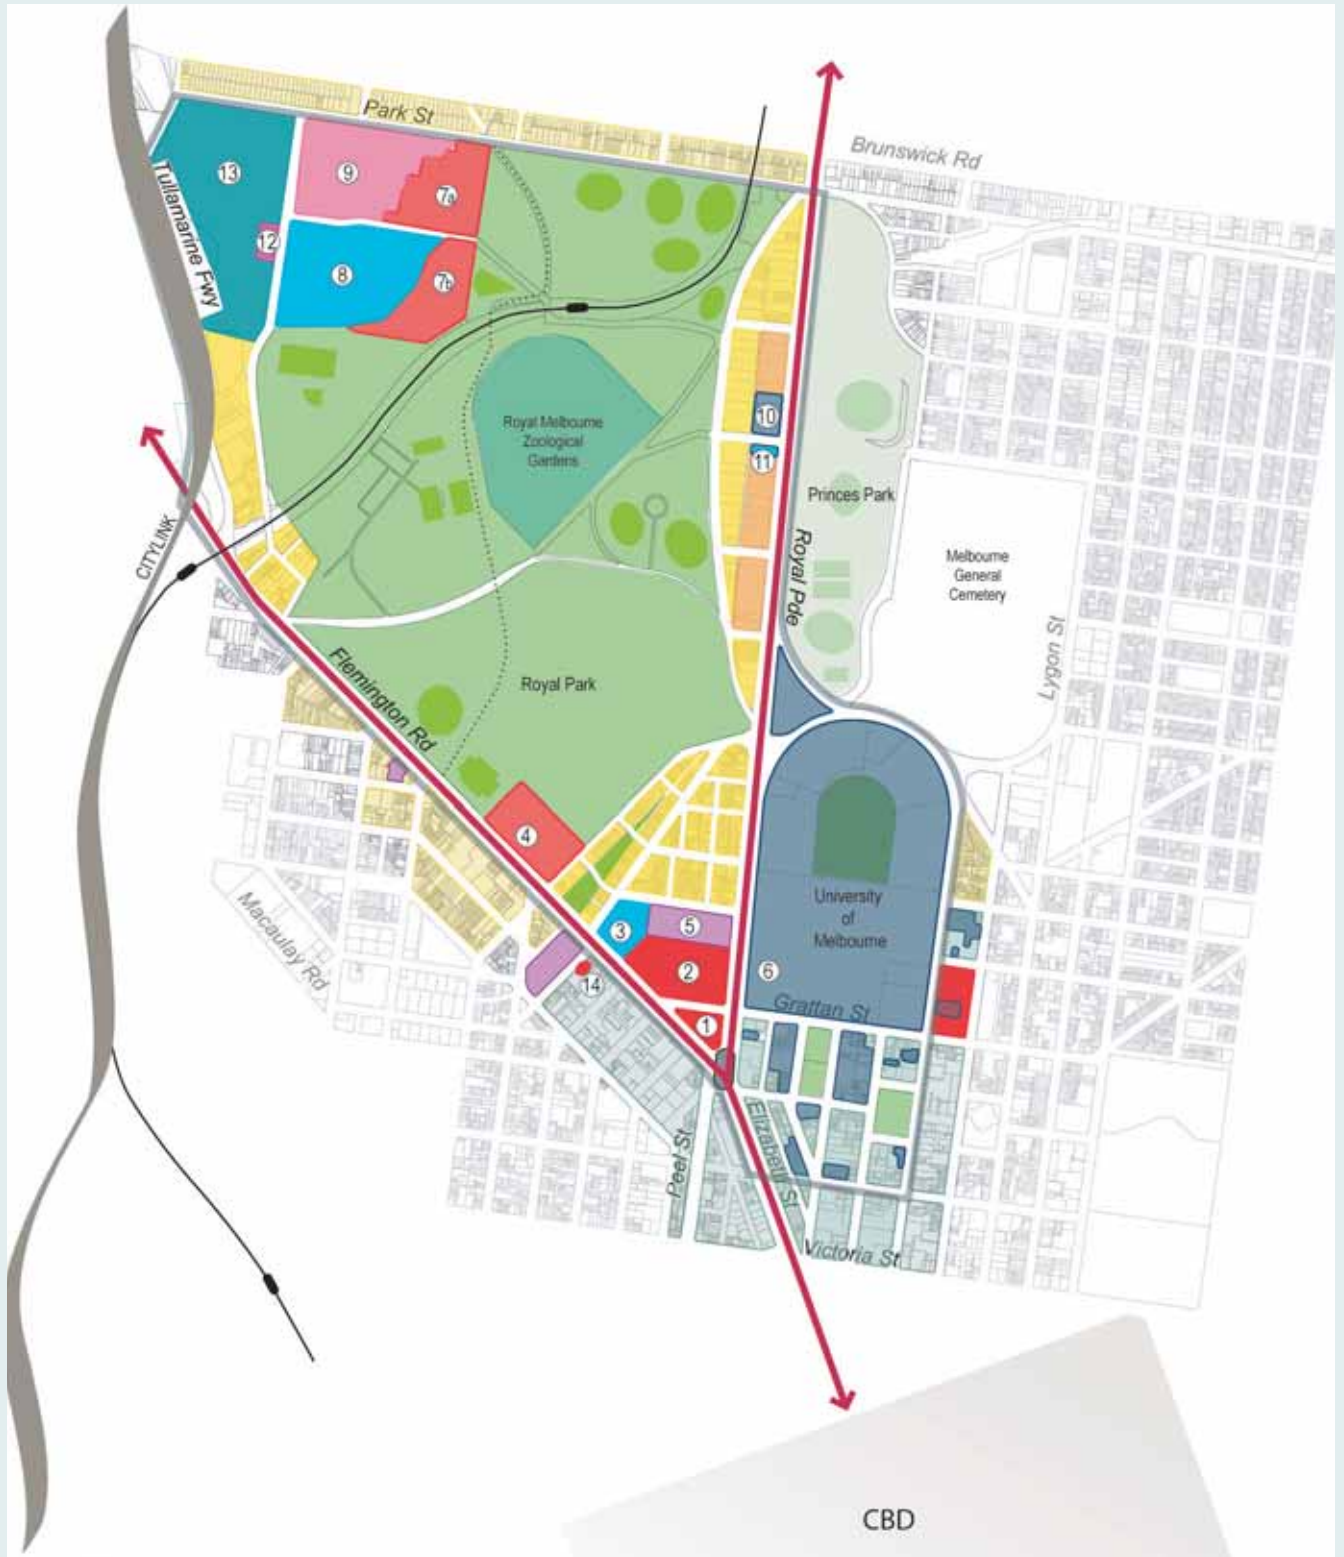 Park St
Brunswick Rd
13
9
7a
Tullamarine Fwy
12
8
7b
10
Royal Melbourne
Zoological
Gardens
11
Princes Park
CITYLINK
Royal Pde
Melbourne
General
Cemetery
Lygon St
Flemington Rd
Royal Park
4
University
of
Melbourne
Macaulay Rd
3
5
2
6
14
Grattan St
1
Elizabeth St
Peel St
Victoria St
CBD